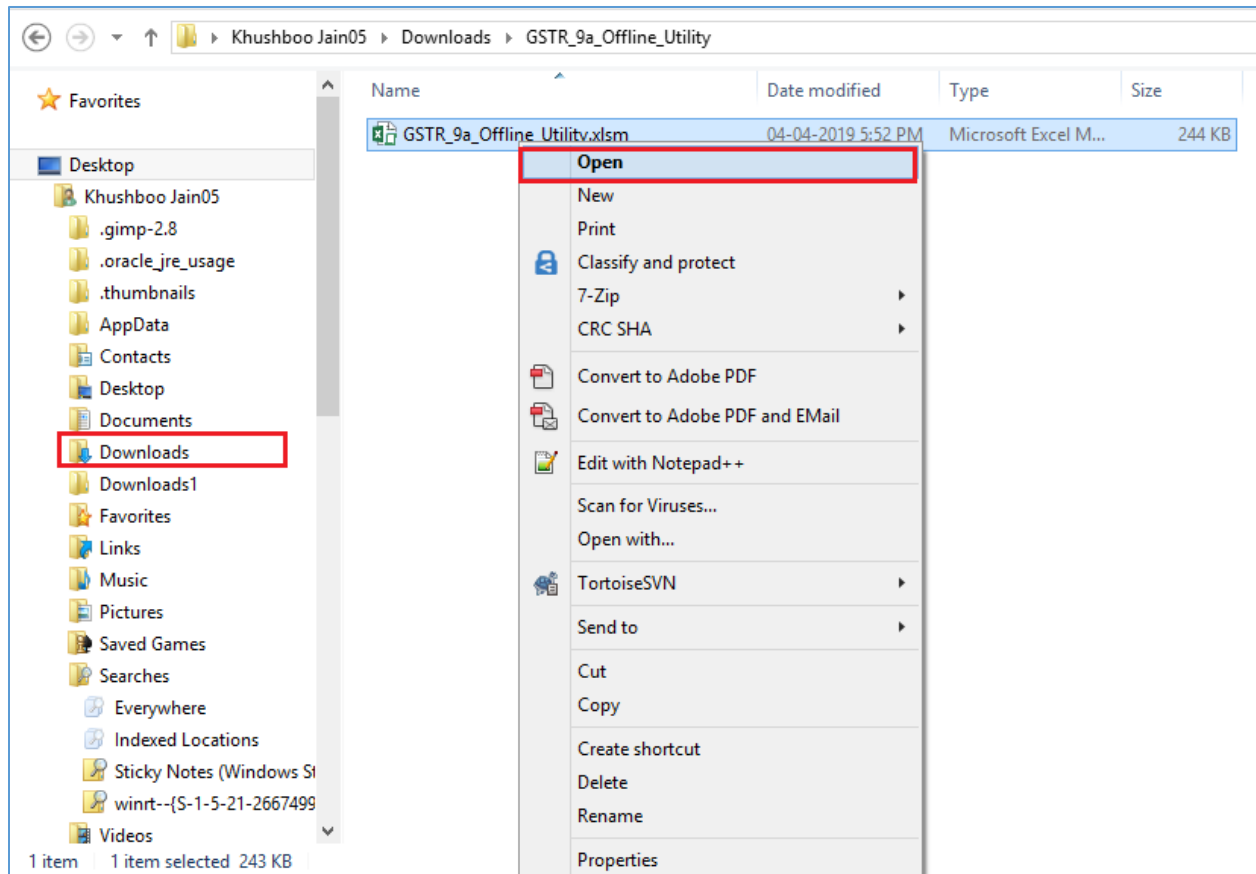 Khushboo Jain05 Downloads GSTR_9a_Offline_Utility
Favorites
Desktop
Khushboo Jain05
.gimp-2.8
.oracle_jre_usage
.thumbnails
AppData
Contacts
Desktop
Documents
Downloads
Downloads1
Favorites
Links
Music
Pictures
Saved Games
Searches
Everywhere
Indexed Locations
Sticky Notes (Windows St
winrt--{S-1-5-21-2667499
Videos
Name Date modified Type Size
GSTR_9a_Offline_Utility.xlsm 04-04-2019 5:52 PM Microsoft Excel M... 244 KB
Open
New
Print
Classify and protect
7-Zip
CRC SHA
Convert to Adobe PDF
Convert to Adobe PDF and EMail
Edit with Notepad++
Scan for Viruses...
Open with...
TortoiseSVN
Send to
Cut
Copy
Create shortcut
Delete
Rename
Properties
1 item 1 item selected 243 KB